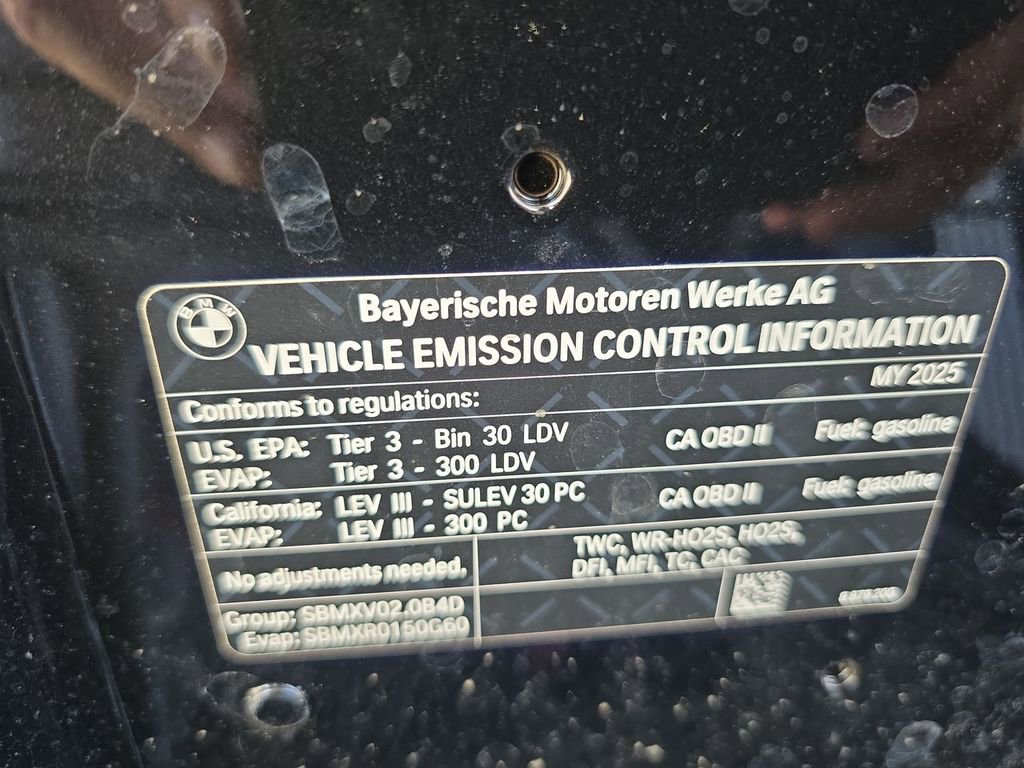 BMW
Bayerische Motoren Werke AG
VEHICLE EMISSION CONTROL INFORMATION
Conforms to regulations: MY 2025
U.S. EPA: Tier 3 - Bin 30 LDV CA OBD II Fuel: gasoline
EVAP: Tier 3 - 300 LDV
California: LEV III - SULEV 30 PC CA OBD II Fuel: gasoline
EVAP: LEV III - 300 PC
No adjustments needed. TWC, WR-HO2S, HO2S,
DFI, MFI, TC, CAC
Group: SBMXV02.0B4D
Evap: SBMXR0150G60